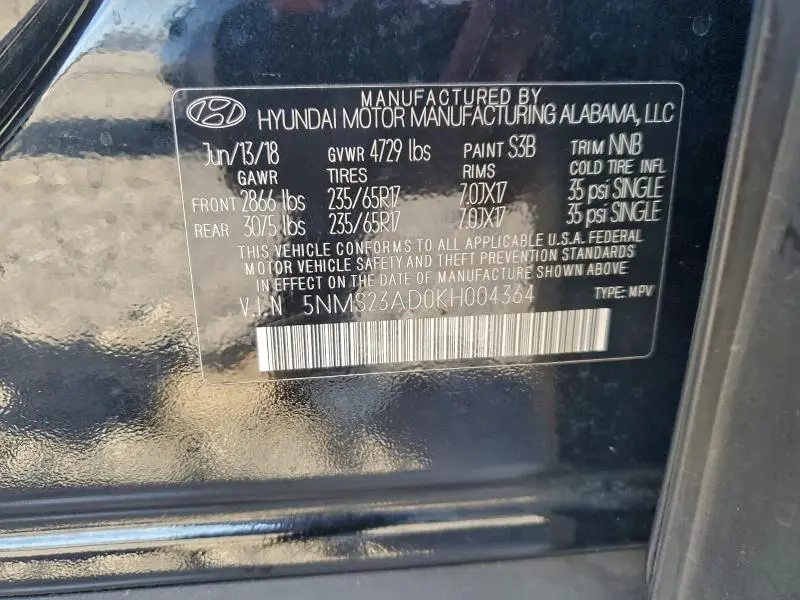 MANUFACTURED BY
HYUNDAI MOTOR MANUFACTURING ALABAMA, LLC
Jun/13/18 GVWR 4729 lbs PAINT S3B TRIM NNB
GAWR TIRES RIMS COLD TIRE INFL
FRONT 2866 lbs 235/65R17 7.0JX17 35 psi SINGLE
REAR 3075 lbs 235/65R17 7.0JX17 35 psi SINGLE
THIS VEHICLE CONFORMS TO ALL APPLICABLE U.S.A. FEDERAL
MOTOR VEHICLE SAFETY AND THEFT PREVENTION STANDARDS
IN EFFECT ON THE DATE OF MANUFACTURE SHOWN ABOVE
V.I.N 5NMS23AD0KH004364 TYPE: MPV